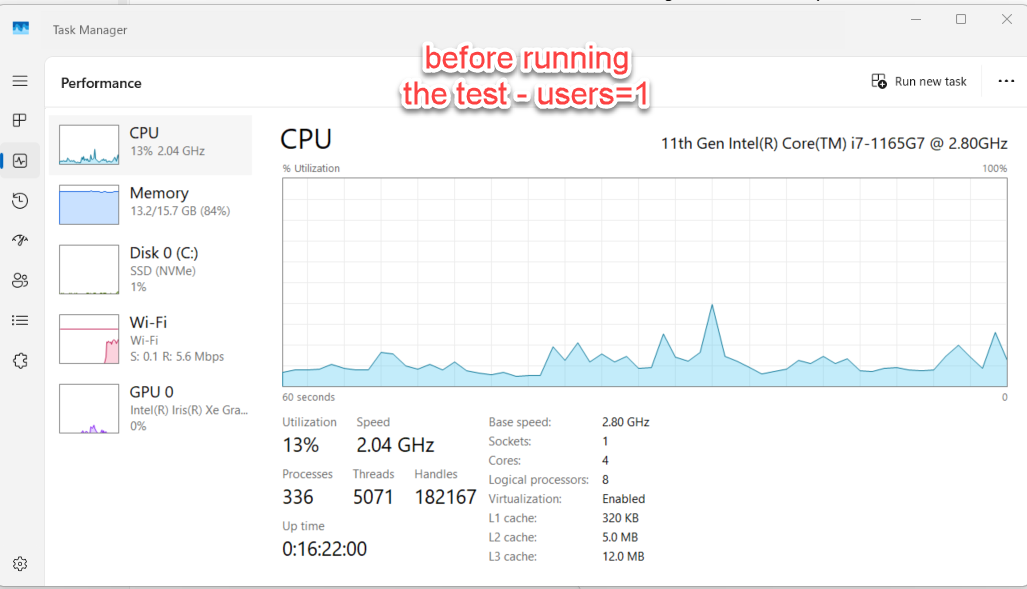 Task Manager
before running
the test - users=1
Performance
Run new task
CPU
13% 2.04 GHz
Memory
13.2/15.7 GB (84%)
Disk 0 (C:)
SSD (NVMe)
1%
Wi-Fi
Wi-Fi
S: 0.1 R: 5.6 Mbps
GPU 0
Intel(R) Iris(R) Xe Gra...
0%
CPU
11th Gen Intel(R) Core(TM) i7-1165G7 @ 2.80GHz
% Utilization
100%
60 seconds
0
Utilization
Speed
13%
2.04 GHz
Processes
Threads
Handles
336
5071
182167
Up time
0:16:22:00
Base speed: 2.80 GHz
Sockets: 1
Cores: 4
Logical processors: 8
Virtualization: Enabled
L1 cache: 320 KB
L2 cache: 5.0 MB
L3 cache: 12.0 MB